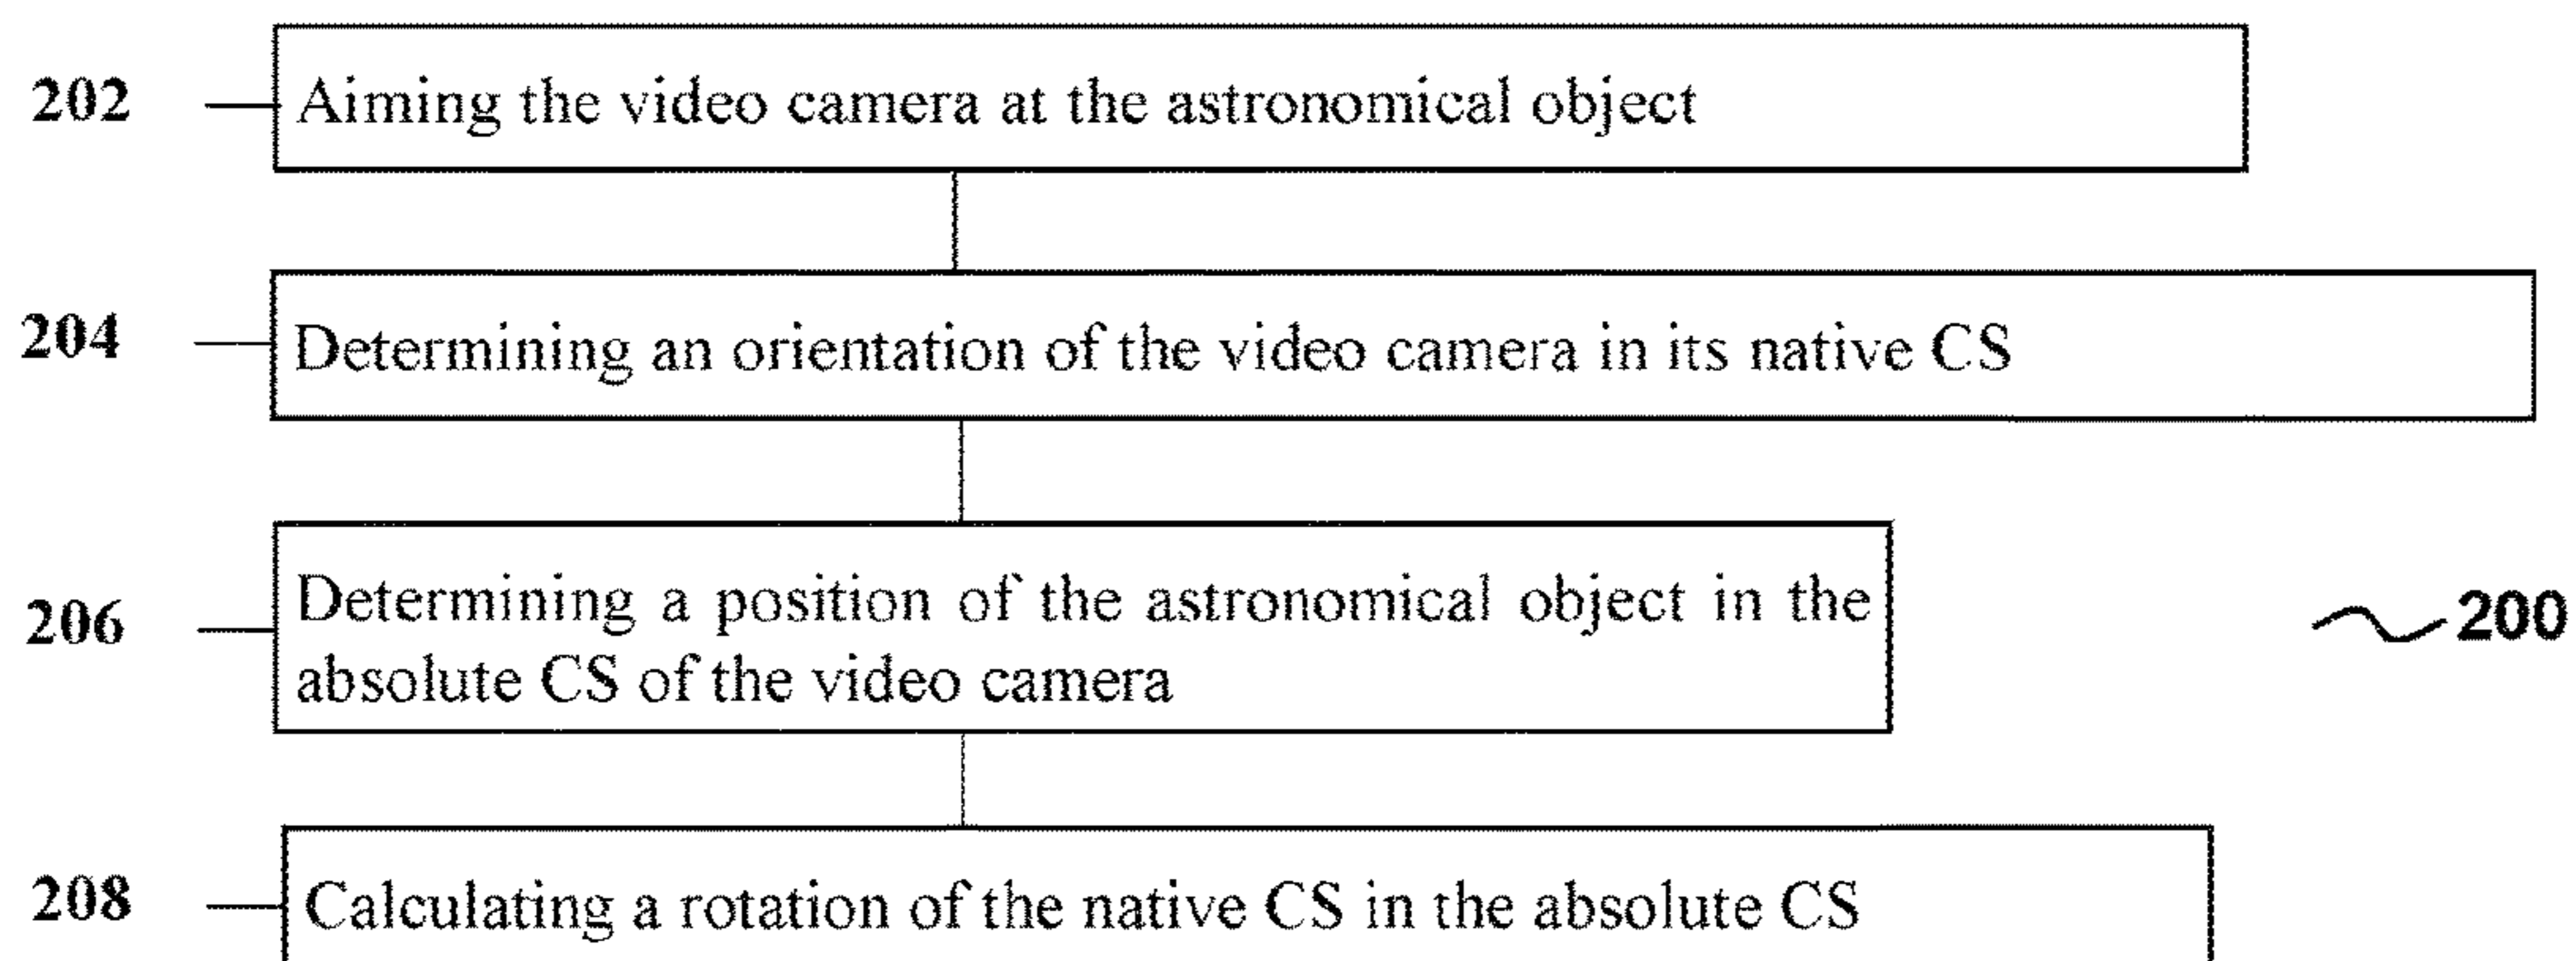 202 Aiming the video camera at the astronomical object
204 Determining an orientation of the video camera in its native CS
Determining a position of the astronomical object in the
206
absolute CS of the video camera
200
208 Calculating a rotation of the native CS in the absolute CS